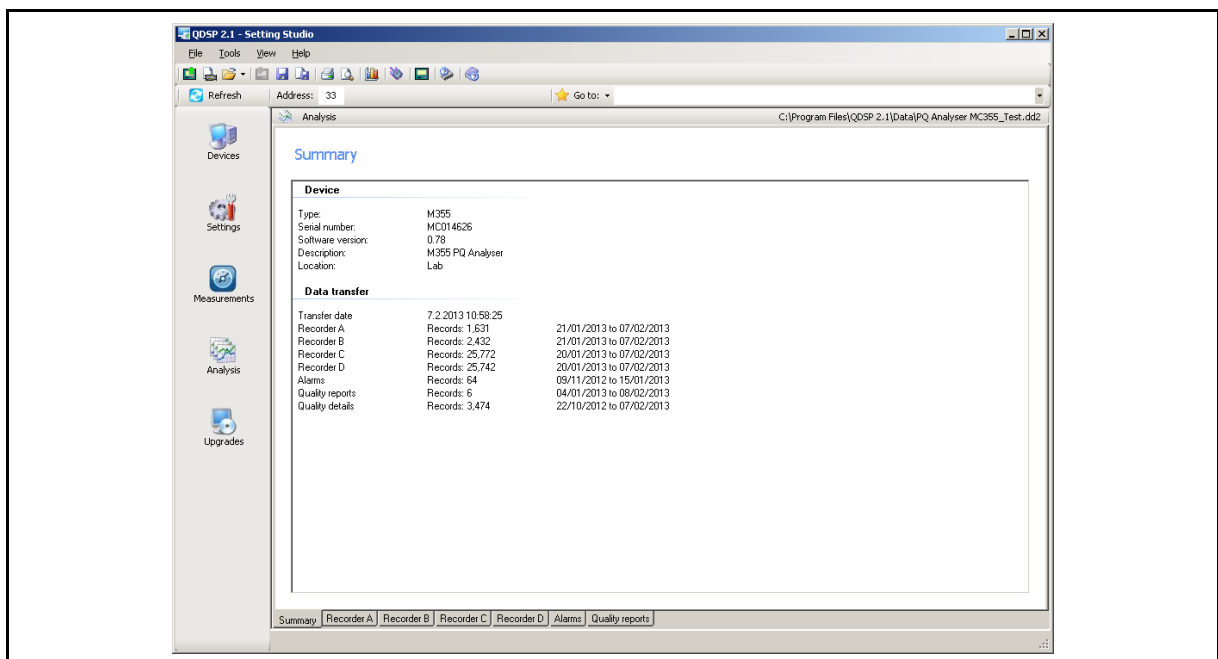 QDSP 2.1 - Setting Studio
File Tools View Help
Refresh Address: 33 Go to:
Analysis C:\Program Files\QDSP 2.1\Data\PQ Analyser MC355_Test.dd2
Devices
Settings
Measurements
Analysis
Upgrades
Summary
Device
Type: M355
Serial number: MC014626
Software version: 0.78
Description: M355 PQ Analyser
Location: Lab
Data transfer
Transfer date 7.2.2013 10:58:25
Recorder A Records: 1,631 21/01/2013 to 07/02/2013
Recorder B Records: 2,432 21/01/2013 to 07/02/2013
Recorder C Records: 25,772 20/01/2013 to 07/02/2013
Recorder D Records: 25,742 20/01/2013 to 07/02/2013
Alarms Records: 64 09/11/2012 to 15/01/2013
Quality reports Records: 6 04/01/2013 to 08/02/2013
Quality details Records: 3,474 22/10/2012 to 07/02/2013
Summary Recorder A Recorder B Recorder C Recorder D Alarms Quality reports